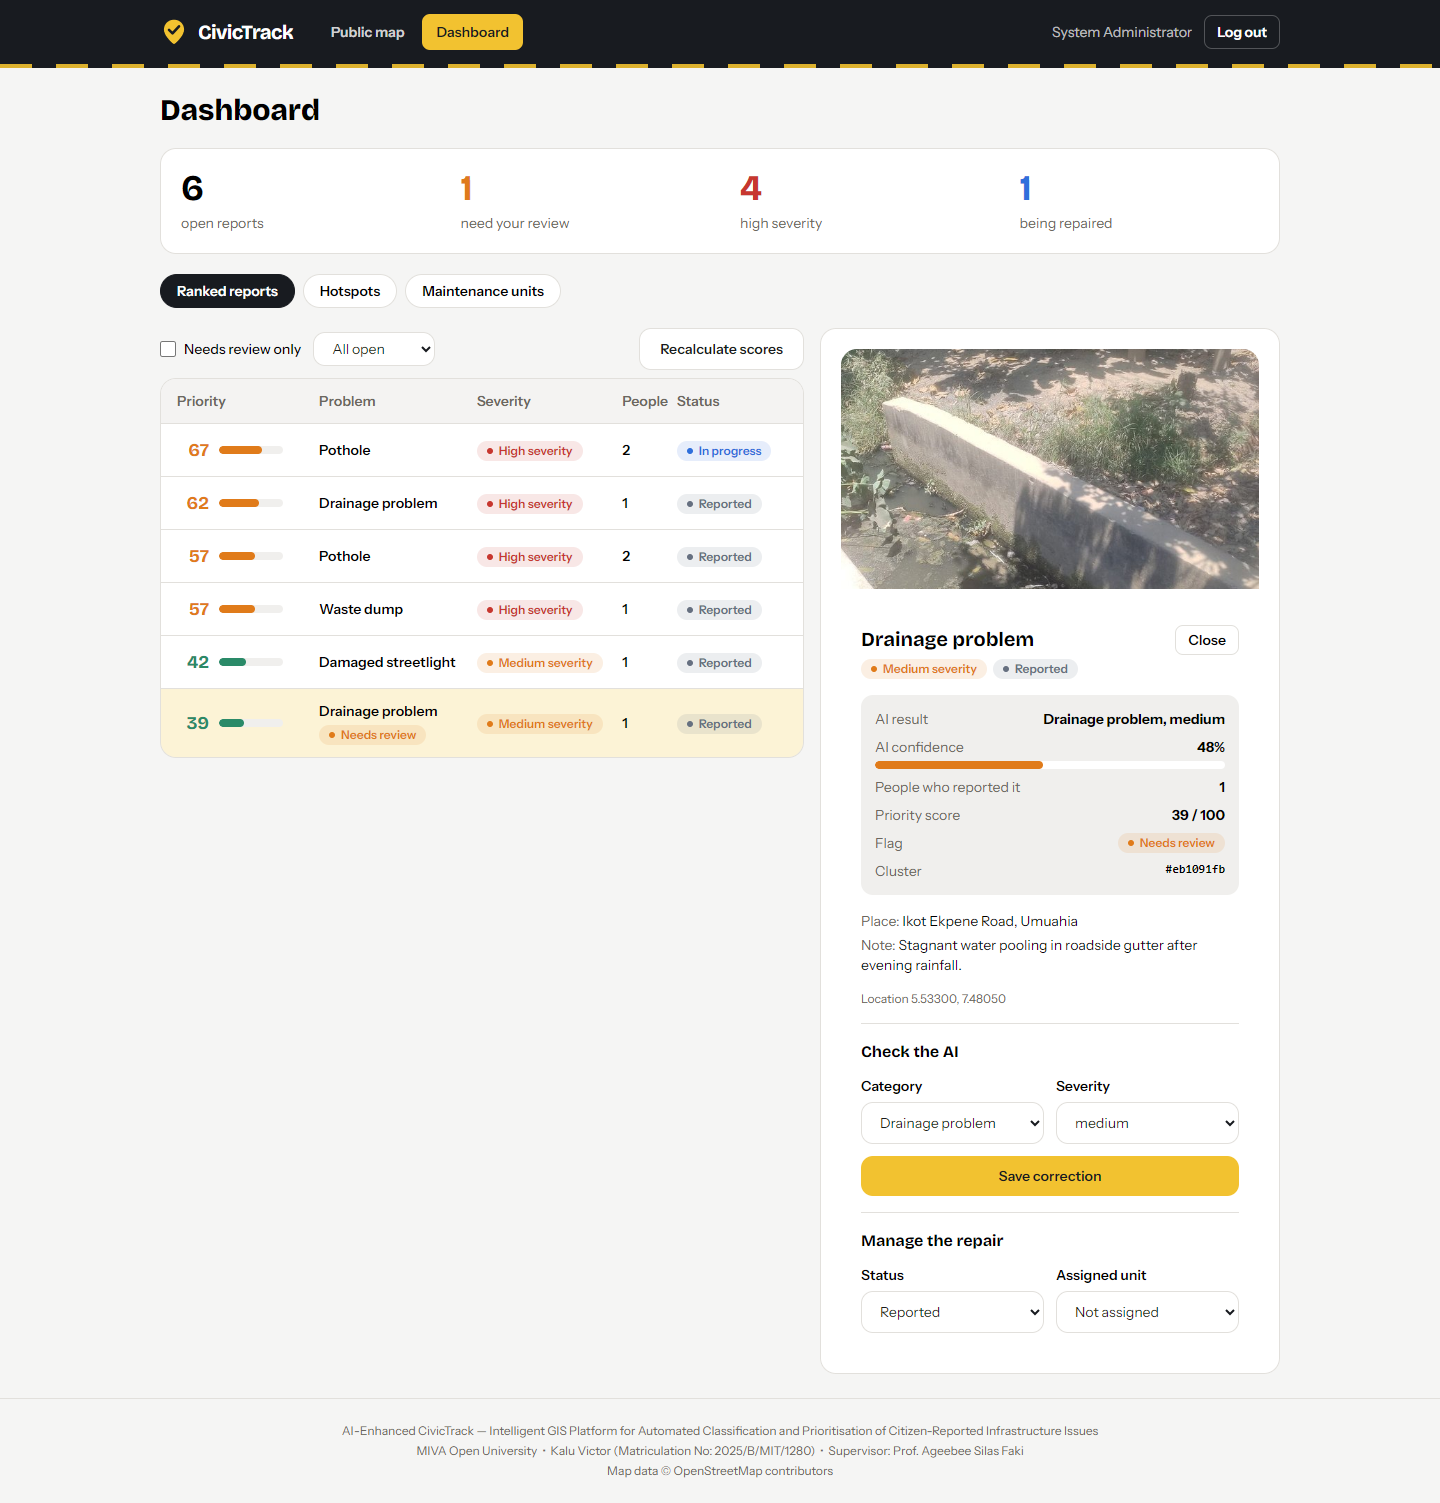 CivicTrack
Public map
Dashboard
System Administrator
Log out
Dashboard
6
open reports
1
need your review
4
high severity
1
being repaired
Ranked reports
Hotspots
Maintenance units
Needs review only
All open
Recalculate scores
Priority Problem Severity People Status
67 Pothole High severity 2 In progress
62 Drainage problem High severity 1 Reported
57 Pothole High severity 2 Reported
57 Waste dump High severity 1 Reported
42 Damaged streetlight Medium severity 1 Reported
39 Drainage problem Medium severity 1 Reported
Needs review
Drainage problem
Close
Medium severity
Reported
AI result Drainage problem, medium
AI confidence 48%
People who reported it 1
Priority score 39 / 100
Flag Needs review
Cluster #eb1091fb
Place: Ikot Ekpene Road, Umuahia
Note: Stagnant water pooling in roadside gutter after
evening rainfall.
Location 5.53300, 7.48050
Check the AI
Category Severity
Drainage problem medium
Save correction
Manage the repair
Status Assigned unit
Reported Not assigned
AI-Enhanced CivicTrack — Intelligent GIS Platform for Automated Classification and Prioritisation of Citizen-Reported Infrastructure Issues
MIVA Open University · Kalu Victor (Matriculation No: 2025/B/MIT/1280) · Supervisor: Prof. Ageebee Silas Faki
Map data © OpenStreetMap contributors